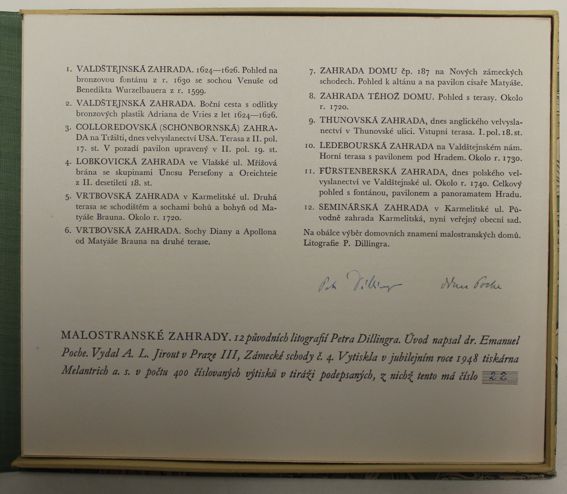 1. VALDŠTEJNSKÁ ZAHRADA. 1624—1626. Pohled na
bronzovou fontánu z r. 1630 se sochou Venuše od
Benedikta Wurzelbauera z r. 1599.
2. VALDŠTEJNSKÁ ZAHRADA. Boční cesta s odlitky
bronzových plastik Adriana de Vries z let 1624—1626.
3. COLLOREDOVSKÁ (SCHÖNBORNSKÁ) ZAHRA-
DA na Tržišti, dnes velvyslanectví USA. Terasa z II. pol.
17. st. V pozadí pavilon upravený v II. pol. 19. st.
4. LOBKOVICKÁ ZAHRADA ve Vlašské ul. Mřížová
brána se skupinami Únosu Persefony a Oreichteie
z II. desetiletí 18. st.
5. VRTBOVSKÁ ZAHRADA v Karmelitské ul. Druhá
terasa se schodištěm a sochami bohů a bohyň od Ma-
tyáše Brauna. Okolo r. 1720.
6. VRTBOVSKÁ ZAHRADA. Sochy Diany a Apollona
od Matyáše Brauna na druhé terase.
7. ZAHRADA DOMU čp. 187 na Nových zámeckých
schodech. Pohled k altánu a na pavilon císaře Matyáše.
8. ZAHRADA TÉHOŽ DOMU. Pohled s terasy. Okolo
r. 1720.
9. THUNOVSKÁ ZAHRADA, dnes anglického velvysla-
nectví v Thunovské ulici. Vstupní terasa. I. pol. 18. st.
10. LEDEBOURSKÁ ZAHRADA na Valdštejnském nám.
Horní terasa s pavilonem pod Hradem. Okolo r. 1730.
11. FÜRSTENBERSKÁ ZAHRADA, dnes polského vel-
vyslanectví ve Valdštejnské ul. Okolo r. 1740. Celkový
pohled s fontánou, pavilonem a panoramatem Hradu.
12. SEMINÁŘSKÁ ZAHRADA v Karmelitské ul. Pů-
vodně zahrada Karmelitská, nyní veřejný obecní sad.
Na obálce výběr domovních znamení malostranských domů.
Litografie P. Dillingra.
Petr Dillinger Eman Poche
MALOSTRANSKÉ ZAHRADY. 12 původních litografií Petra Dillingra. Úvod napsal dr. Emanuel
Poche. Vydal A. L. Jirout v Praze III, Zámecké schody č. 4. Vytiskla v jubilejním roce 1948 tiskárna
Melantrich a. s. v počtu 400 číslovaných výtisků v tiráži podepsaných, z nichž tento má číslo 22